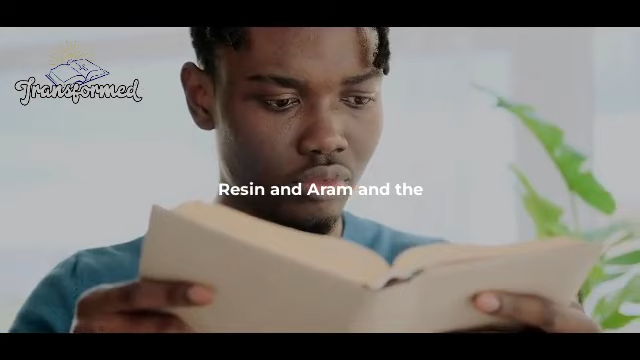 Transformed
Resin and Aram and the